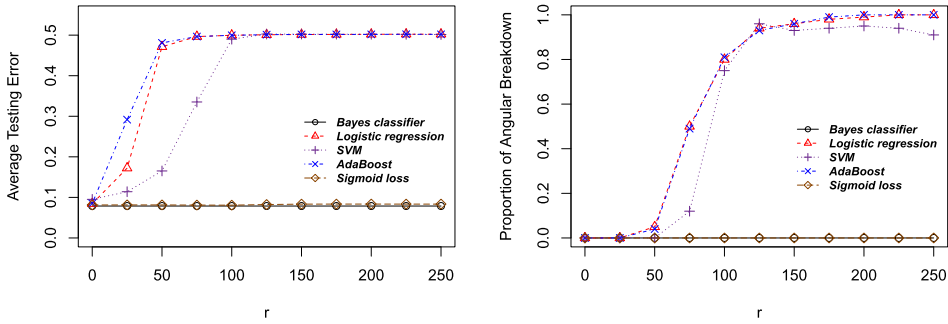 Average Testing Error
0.0 0.1 0.2 0.3 0.4 0.5
Bayes classifier
Logistic regression
SVM
AdaBoost
Sigmoid loss
0 50 100 150 200 250
r
Proportion of Angular Breakdown
0.0 0.2 0.4 0.6 0.8 1.0
Bayes classifier
Logistic regression
SVM
AdaBoost
Sigmoid loss
0 50 100 150 200 250
r